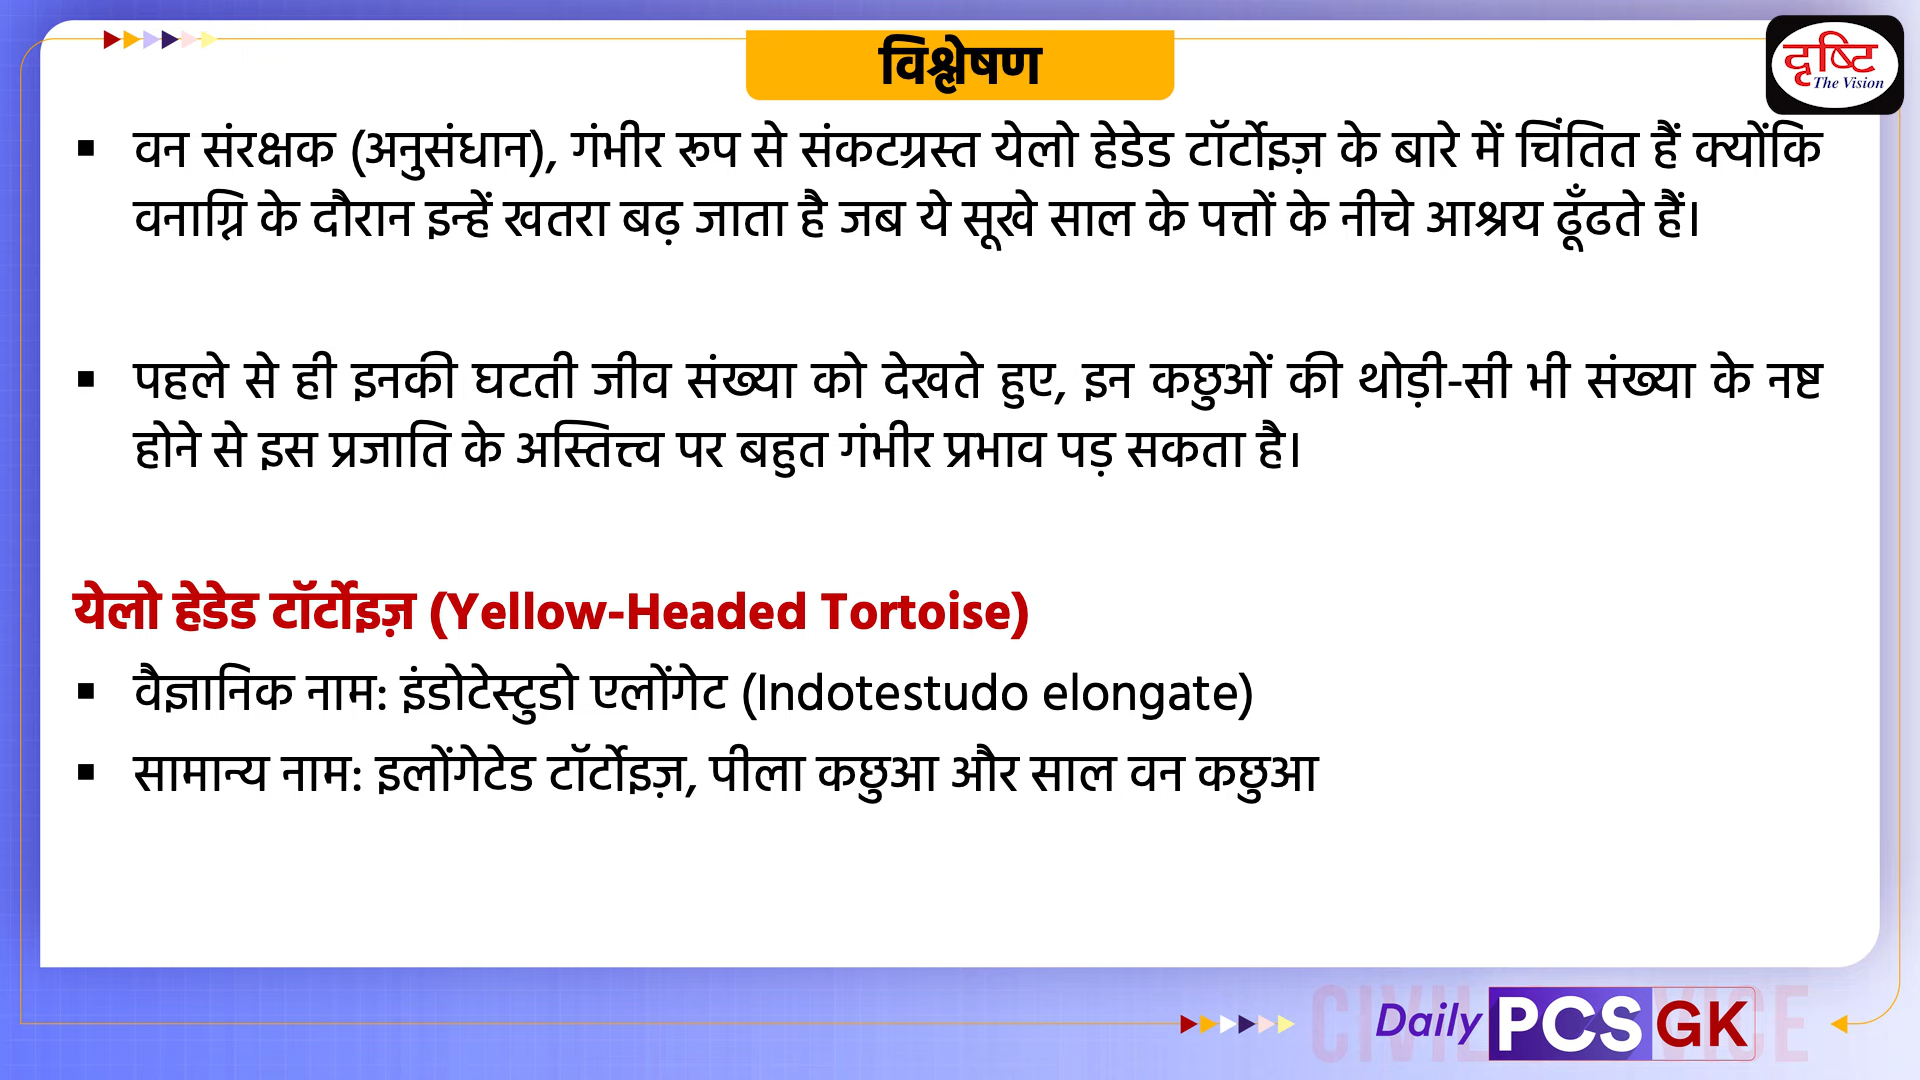 विश्लेषण
दृष्टि
The Vision
▪ वन संरक्षक (अनुसंधान), गंभीर रूप से संकटग्रस्त येलो हेडेड टॉर्टोइज़ के बारे में चिंतित हैं क्योंकि
वनाग्नि के दौरान इन्हें खतरा बढ़ जाता है जब ये सूखे साल के पत्तों के नीचे आश्रय ढूँढते हैं।
▪ पहले से ही इनकी घटती जीव संख्या को देखते हुए, इन कछुओं की थोड़ी-सी भी संख्या के नष्ट
होने से इस प्रजाति के अस्तित्त्व पर बहुत गंभीर प्रभाव पड़ सकता है।
येलो हेडेड टॉर्टोइज़ (Yellow-Headed Tortoise)
▪ वैज्ञानिक नाम: इंडोटेस्टुडो एलोंगेट (Indotestudo elongate)
▪ सामान्य नाम: इलोंगेटेड टॉर्टोइज़, पीला कछुआ और साल वन कछुआ
Daily PCS GK